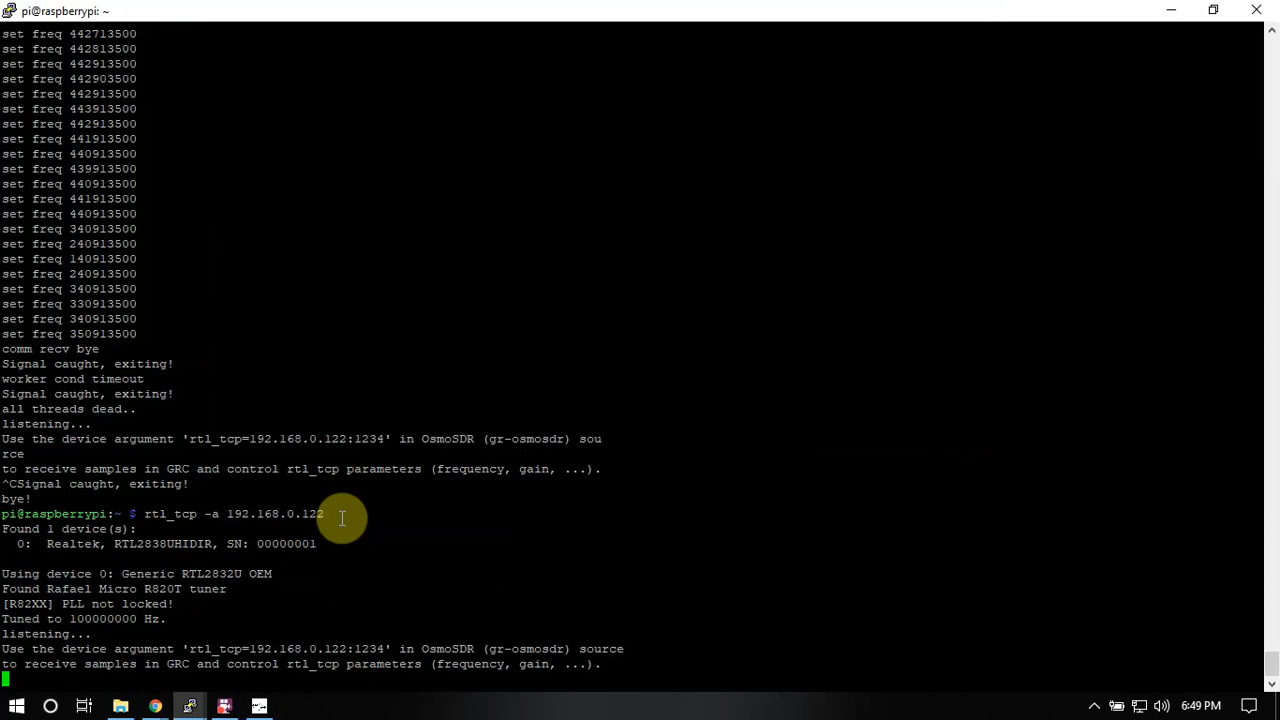 pi@raspberrypi: ~
set freq 442713500
set freq 442813500
set freq 442913500
set freq 442903500
set freq 442913500
set freq 443913500
set freq 442913500
set freq 441913500
set freq 440913500
set freq 439913500
set freq 440913500
set freq 441913500
set freq 440913500
set freq 340913500
set freq 240913500
set freq 140913500
set freq 240913500
set freq 340913500
set freq 330913500
set freq 340913500
set freq 350913500
comm recv bye
Signal caught, exiting!
worker cond timeout
Signal caught, exiting!
all threads dead..
listening...
Use the device argument 'rtl_tcp=192.168.0.122:1234' in OsmoSDR (gr-osmosdr) sou
rce
to receive samples in GRC and control rtl_tcp parameters (frequency, gain, ...).
^CSignal caught, exiting!
bye!
pi@raspberrypi:~ $ rtl_tcp -a 192.168.0.122
Found 1 device(s):
  0:  Realtek, RTL2838UHIDIR, SN: 00000001
Using device 0: Generic RTL2832U OEM
Found Rafael Micro R820T tuner
[R82XX] PLL not locked!
Tuned to 100000000 Hz.
listening...
Use the device argument 'rtl_tcp=192.168.0.122:1234' in OsmoSDR (gr-osmosdr) source
to receive samples in GRC and control rtl_tcp parameters (frequency, gain, ...).
6:49 PM